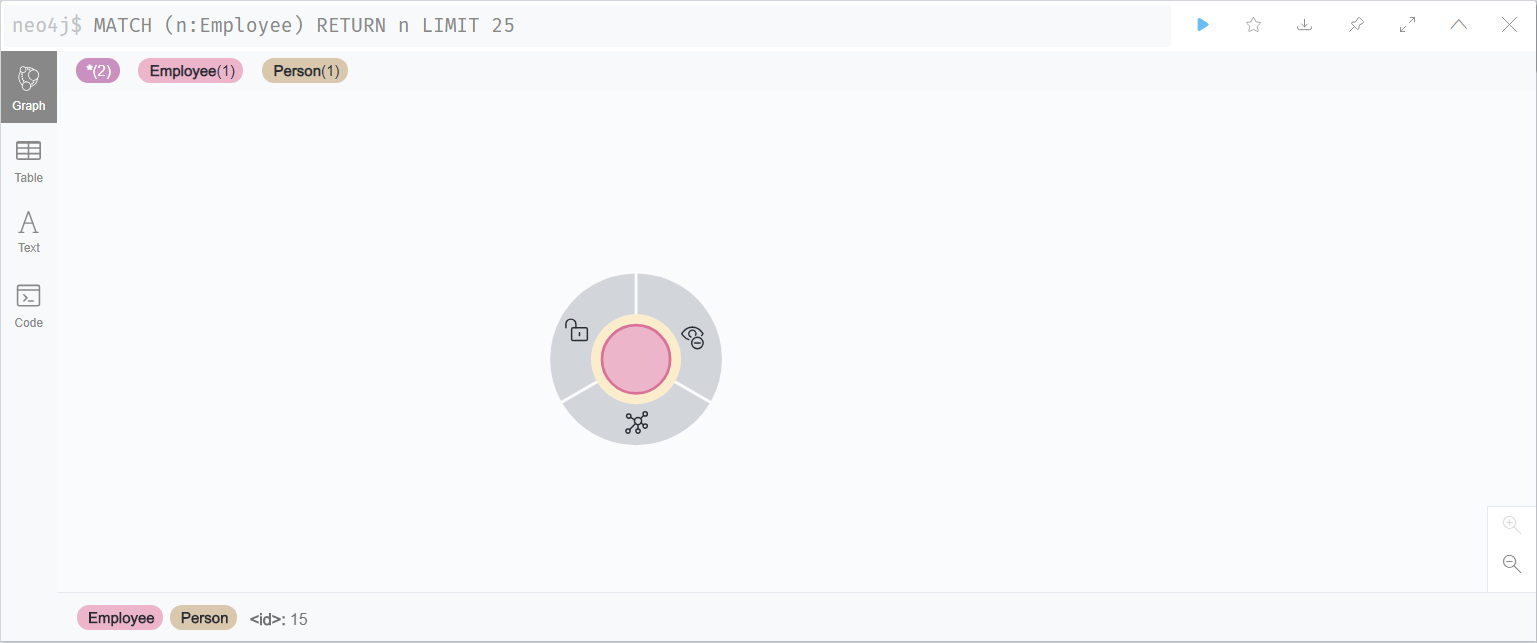 neo4j$ MATCH (n:Employee) RETURN n LIMIT 25
*(2) Employee(1) Person(1)
Graph
Table
Text
Code
Employee Person <id>: 15